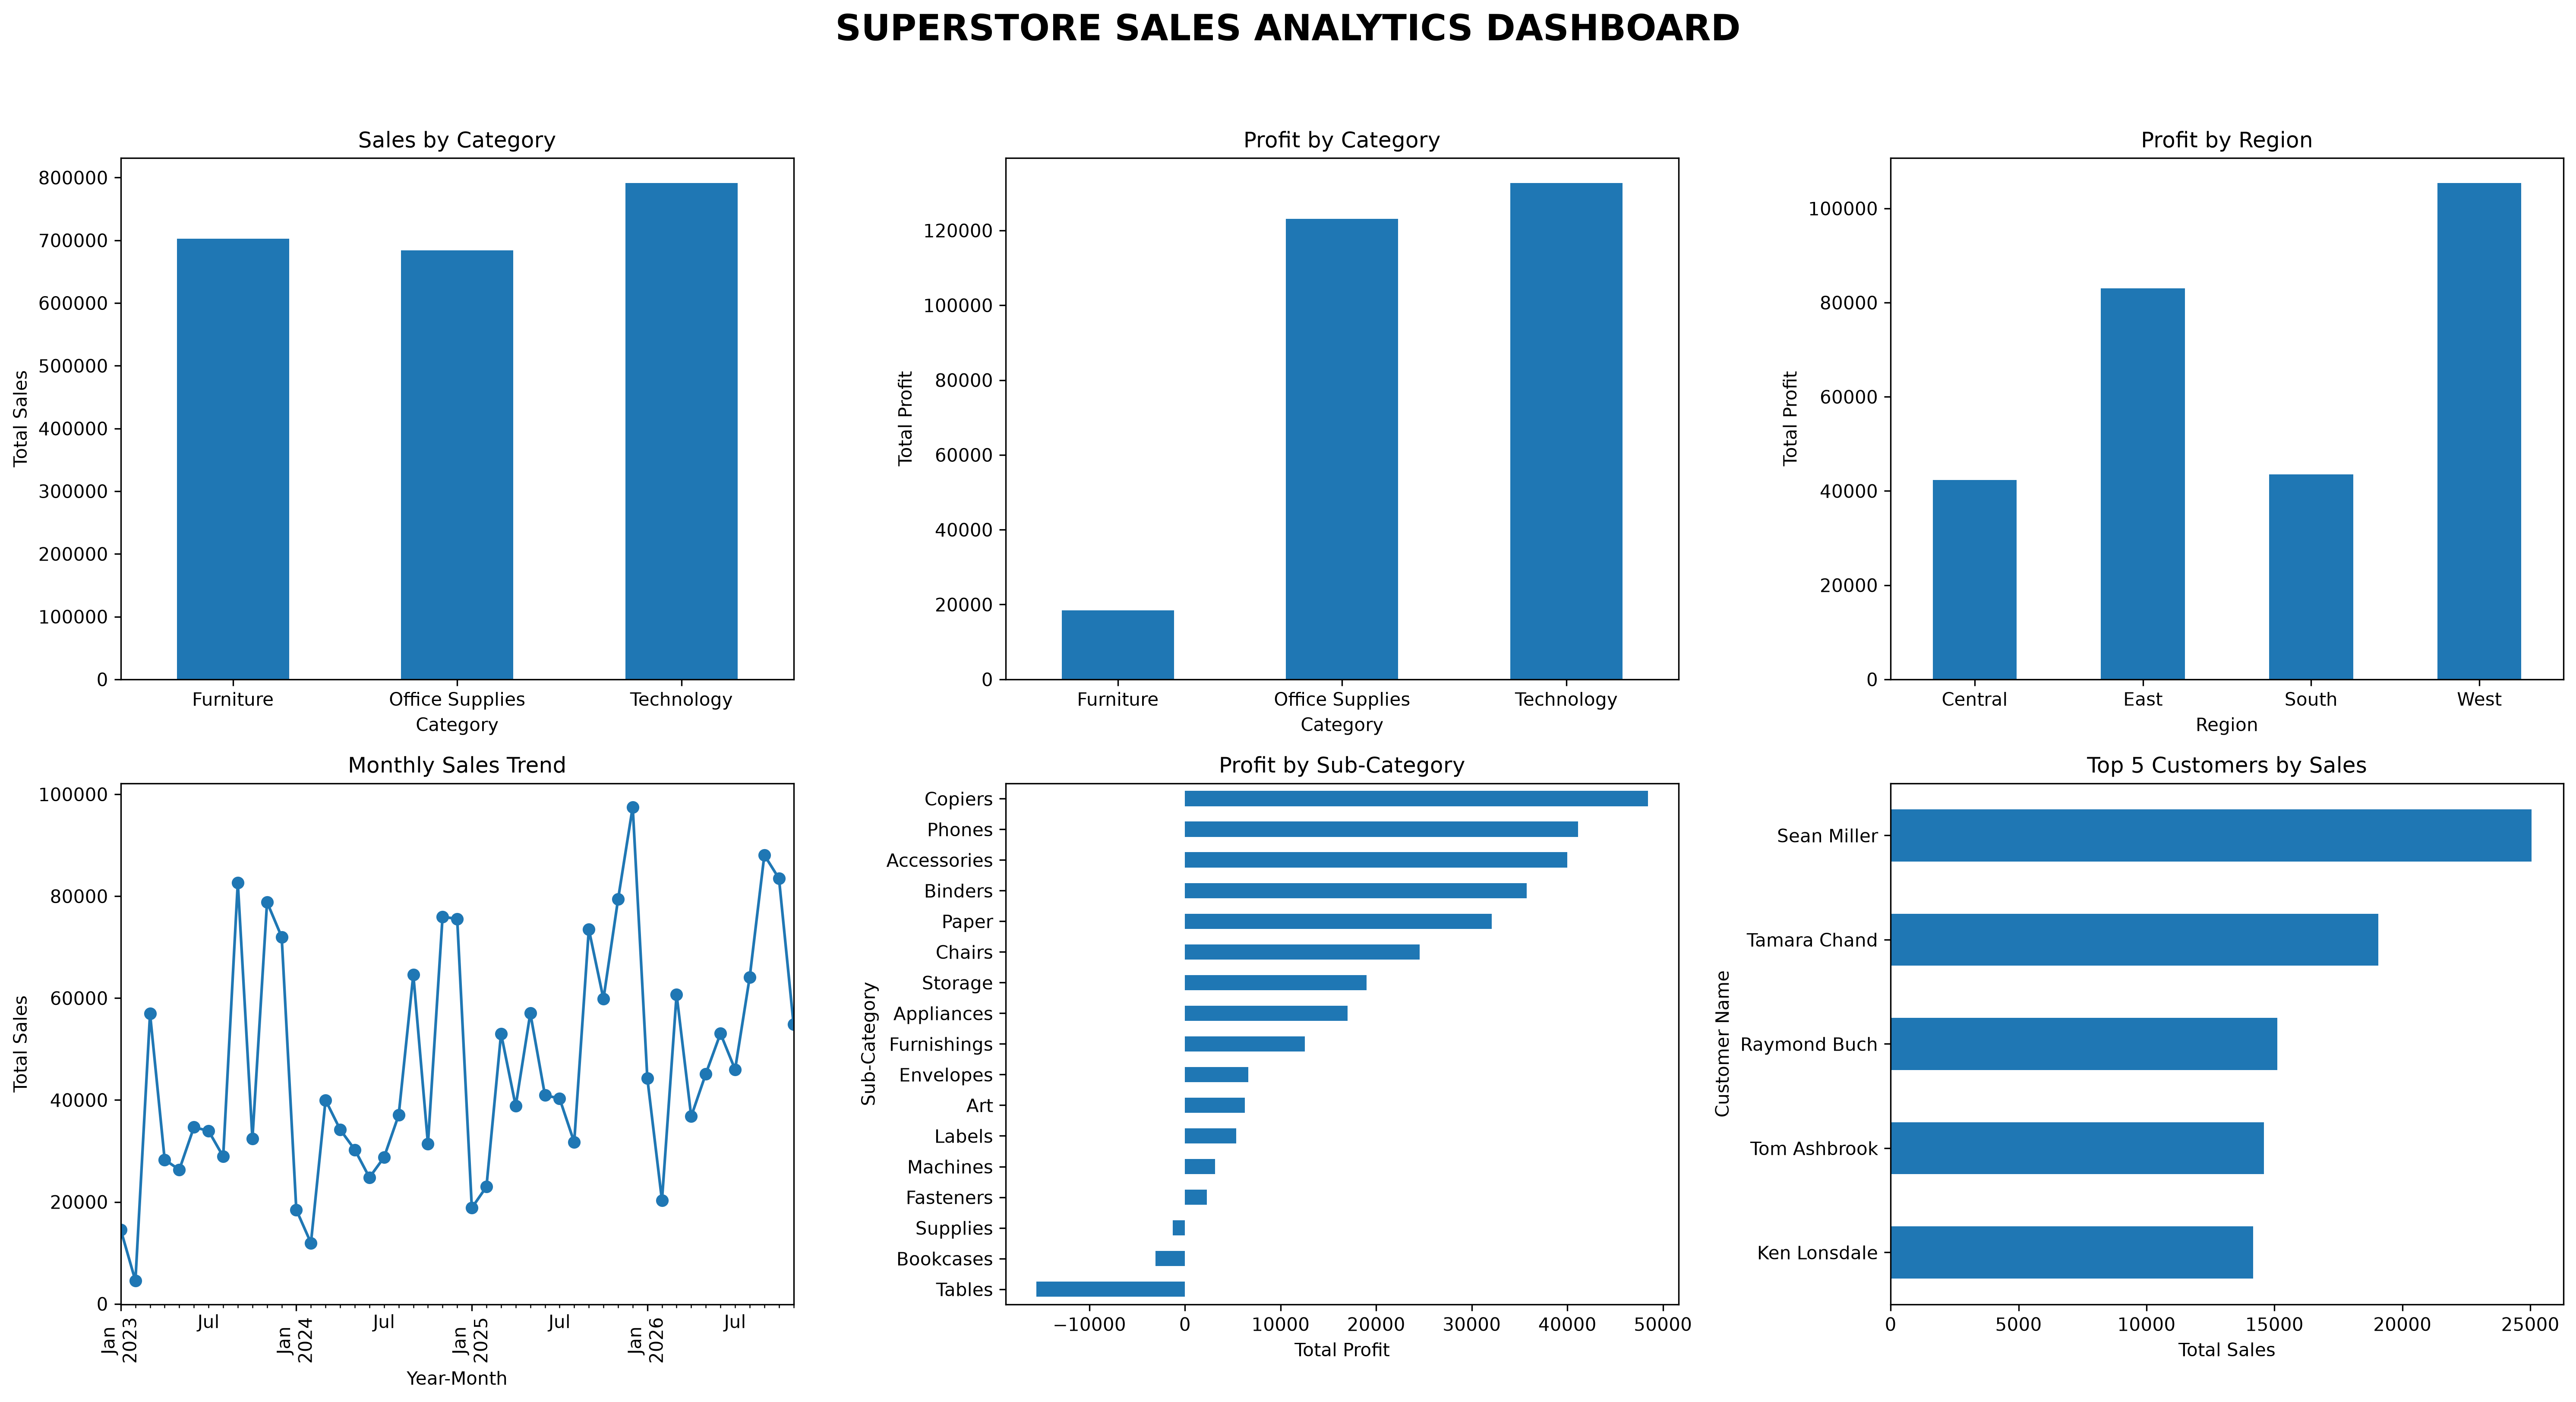 SUPERSTORE SALES ANALYTICS DASHBOARD
Sales by Category
Total Sales
800000
700000
600000
500000
400000
300000
200000
100000
0
Furniture
Office Supplies
Technology
Category
Profit by Category
Total Profit
120000
100000
80000
60000
40000
20000
0
Furniture
Office Supplies
Technology
Category
Profit by Region
Total Profit
100000
80000
60000
40000
20000
0
Central
East
South
West
Region
Monthly Sales Trend
Total Sales
100000
80000
60000
40000
20000
0
Jan
2023
Jul
Jan
2024
Jul
Jan
2025
Jul
Jan
2026
Jul
Year-Month
Profit by Sub-Category
Sub-Category
Copiers
Phones
Accessories
Binders
Paper
Chairs
Storage
Appliances
Furnishings
Envelopes
Art
Labels
Machines
Fasteners
Supplies
Bookcases
Tables
−10000
0
10000
20000
30000
40000
50000
Total Profit
Top 5 Customers by Sales
Customer Name
Sean Miller
Tamara Chand
Raymond Buch
Tom Ashbrook
Ken Lonsdale
0
5000
10000
15000
20000
25000
Total Sales